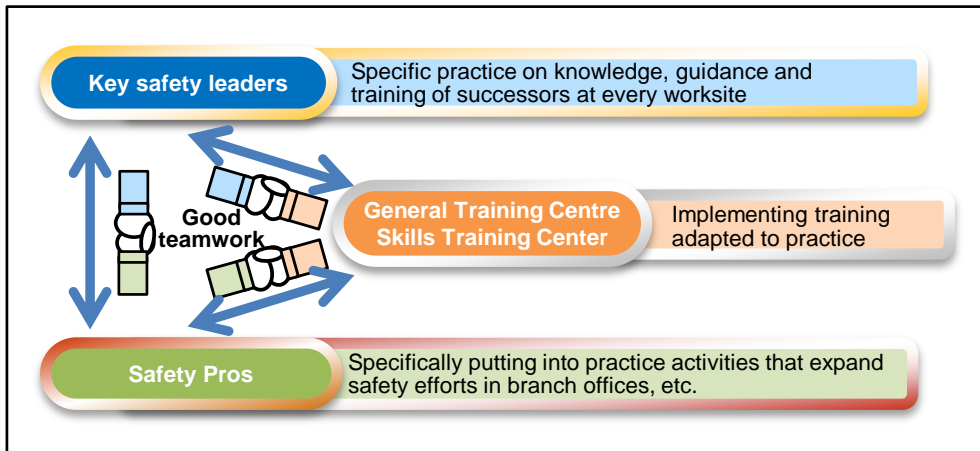 Key safety leaders
Specific practice on knowledge, guidance and
training of successors at every worksite
Good
teamwork
General Training Centre
Skills Training Center
Implementing training
adapted to practice
Safety Pros
Specifically putting into practice activities that expand
safety efforts in branch offices, etc.